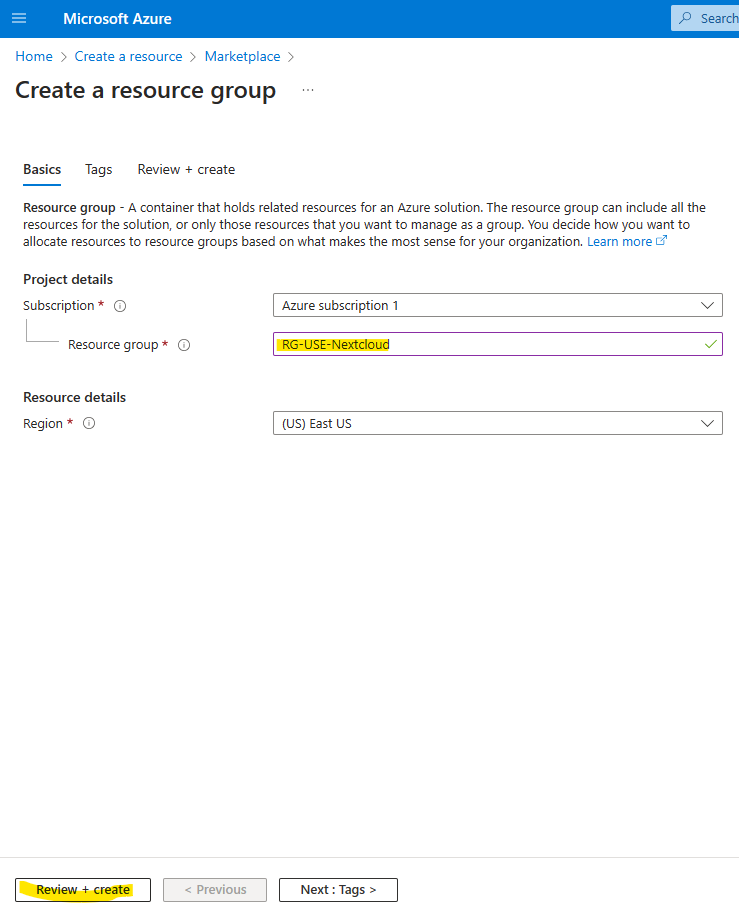 Microsoft Azure
Search
Home > Create a resource > Marketplace >
Create a resource group ...
Basics Tags Review + create
Resource group - A container that holds related resources for an Azure solution. The resource group can include all the
resources for the solution, or only those resources that you want to manage as a group. You decide how you want to
allocate resources to resource groups based on what makes the most sense for your organization. Learn more
Project details
Subscription * Azure subscription 1
Resource group * RG-USE-Nextcloud
Resource details
Region * (US) East US
Review + create < Previous Next : Tags >